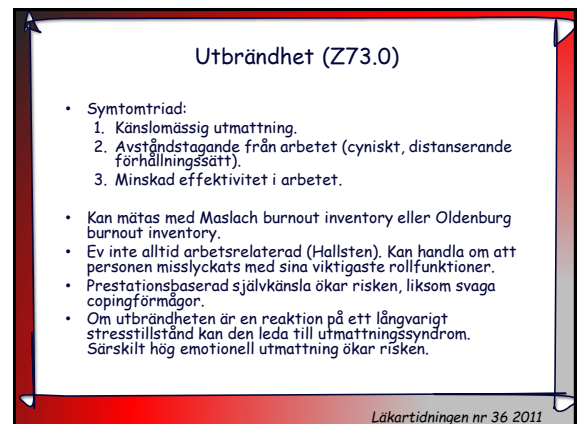 Utbrändhet (Z73.0)
• Symtomtriad:
1. Känslomässig utmattning.
2. Avståndstagande från arbetet (cyniskt, distanserande
förhållningssätt).
3. Minskad effektivitet i arbetet.
• Kan mätas med Maslach burnout inventory eller Oldenburg
burnout inventory.
• Ev inte alltid arbetsrelaterad (Hallsten). Kan handla om att
personen misslyckats med sina viktigaste rollfunktioner.
• Prestationsbaserad självkänsla ökar risken, liksom svaga
copingförmågor.
• Om utbrändheten är en reaktion på ett långvarigt
stresstillstånd kan den leda till utmattningssyndrom.
Särskilt hög emotionell utmattning ökar risken.
Läkartidningen nr 36 2011